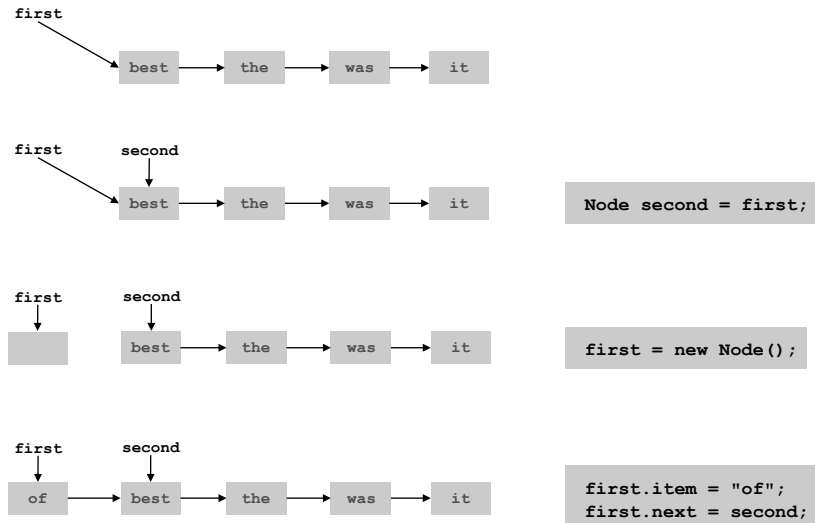 first
best the was it
first second
best the was it
Node second = first;
first second
best the was it
first = new Node();
first second
of best the was it
first.item = "of";
first.next = second;